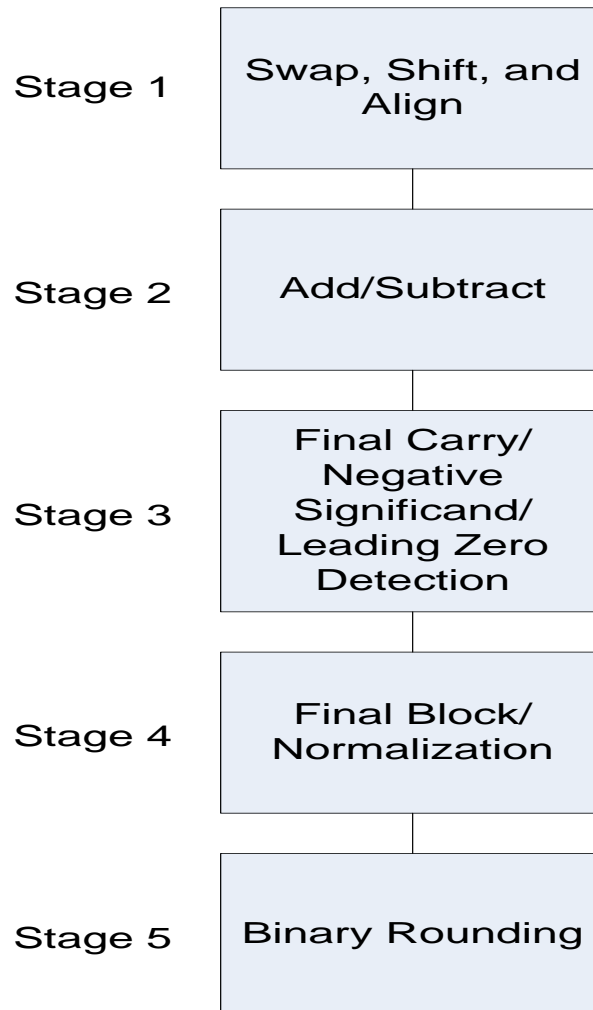 Stage 1
Swap, Shift, and
Align
Stage 2
Add/Subtract
Stage 3
Final Carry/
Negative
Significand/
Leading Zero
Detection
Stage 4
Final Block/
Normalization
Stage 5
Binary Rounding